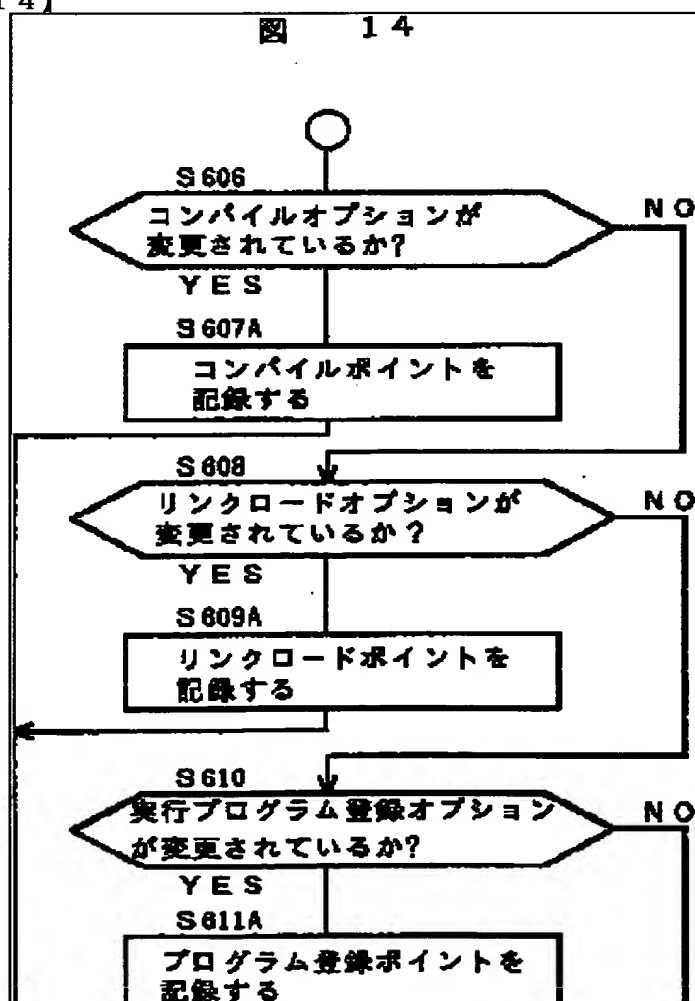 14】
図 14
S606
コンパイルオプションが
変更されているか?
NO
YES
S607A
コンパイルポイントを
記録する
S608
リンクロードオプションが
変更されているか?
NO
YES
S609A
リンクロードポイントを
記録する
S610
実行プログラム登録オプション
が変更されているか?
NO
YES
S611A
プログラム登録ポイントを
記録する